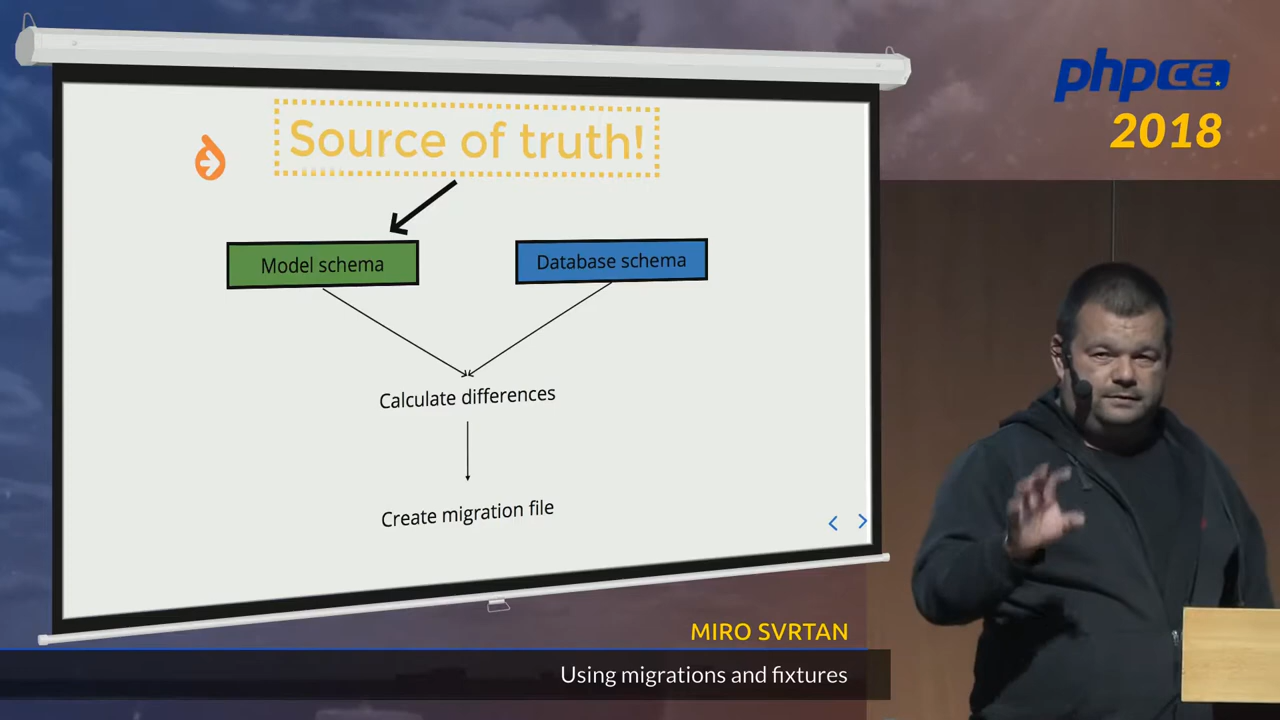 phpCE
2018
Source of truth!
Model schema
Database schema
Calculate differences
Create migration file
MIRO SVRTAN
Using migrations and fixtures